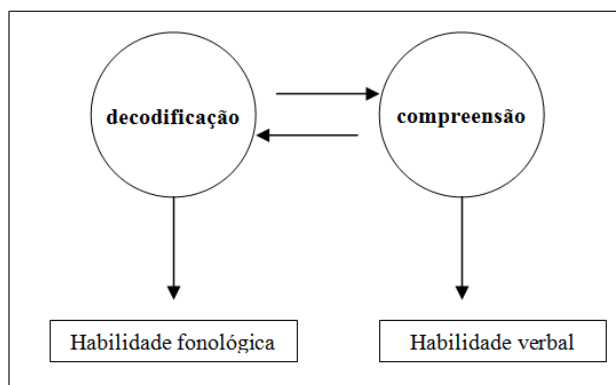 decodificação
compreensão
Habilidade fonológica
Habilidade verbal